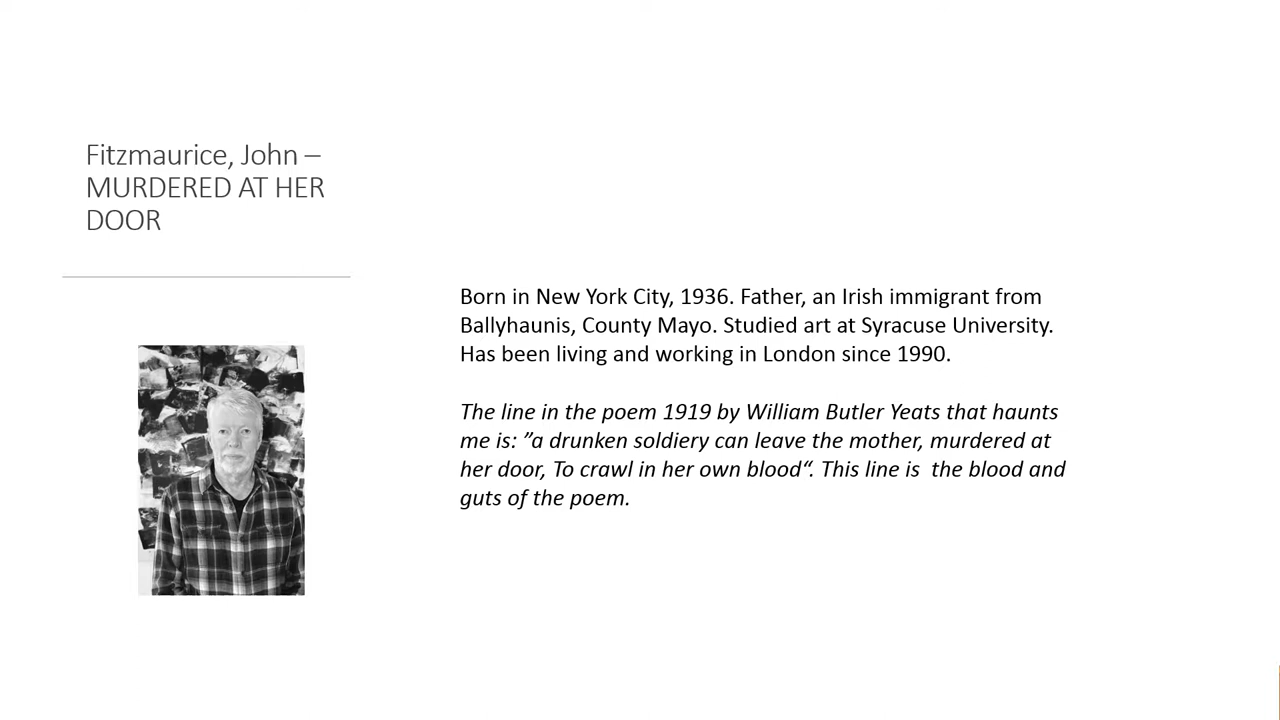 Fitzmaurice, John –
MURDERED AT HER
DOOR
Born in New York City, 1936. Father, an Irish immigrant from
Ballyhaunis, County Mayo. Studied art at Syracuse University.
Has been living and working in London since 1990.
The line in the poem 1919 by William Butler Yeats that haunts
me is: ”a drunken soldiery can leave the mother, murdered at
her door, To crawl in her own blood“. This line is  the blood and
guts of the poem.